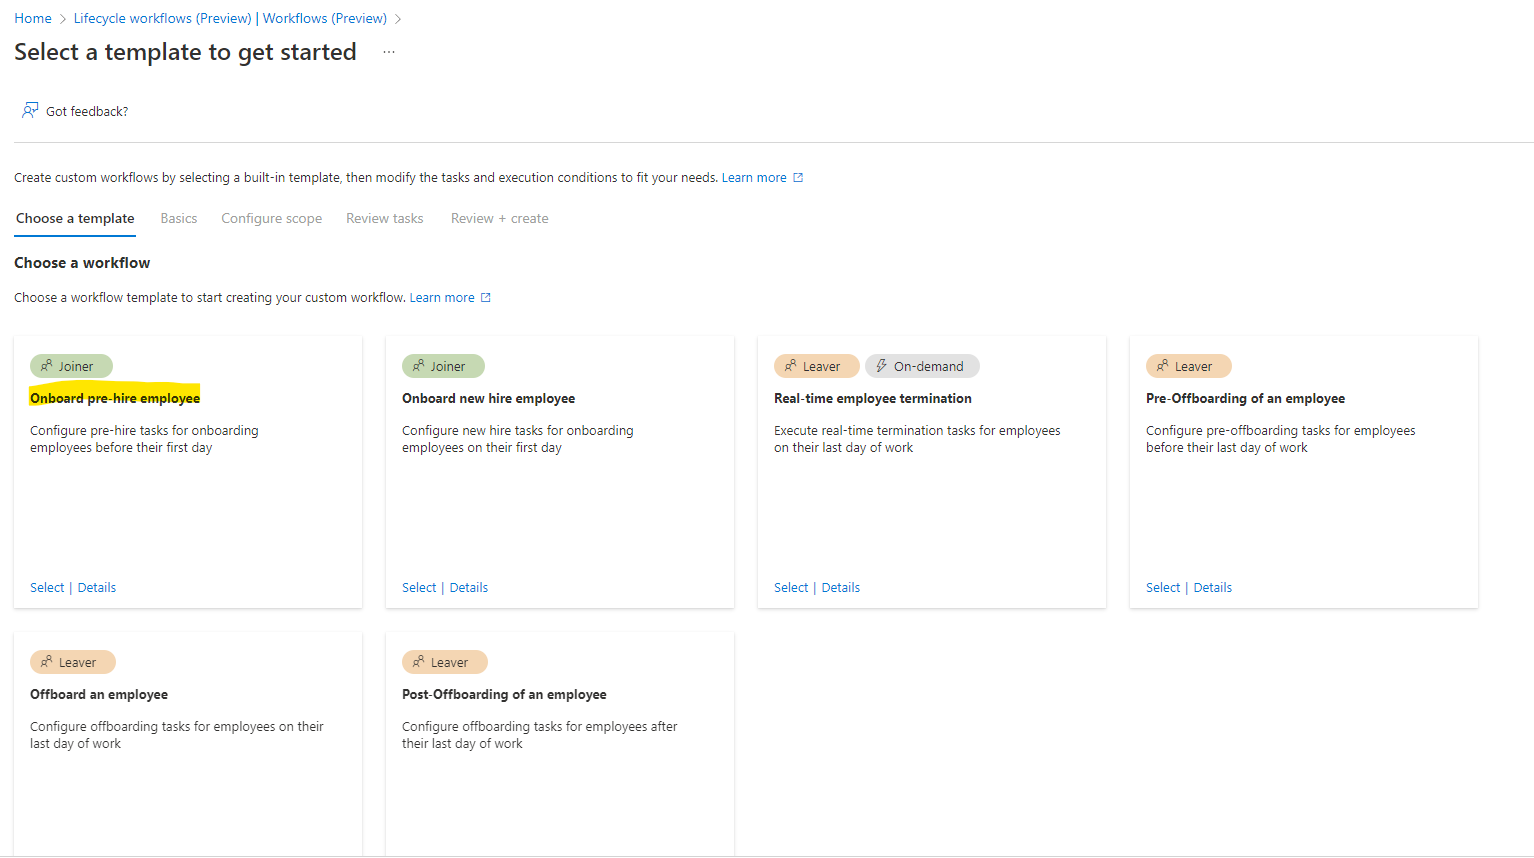 Home > Lifecycle workflows (Preview) | Workflows (Preview) >
Select a template to get started ...
Got feedback?
Create custom workflows by selecting a built-in template, then modify the tasks and execution conditions to fit your needs. Learn more
Choose a template Basics Configure scope Review tasks Review + create
Choose a workflow
Choose a workflow template to start creating your custom workflow. Learn more
Joiner
Onboard pre-hire employee
Configure pre-hire tasks for onboarding
employees before their first day
Select | Details
Joiner
Onboard new hire employee
Configure new hire tasks for onboarding
employees on their first day
Select | Details
Leaver On-demand
Real-time employee termination
Execute real-time termination tasks for employees
on their last day of work
Select | Details
Leaver
Pre-Offboarding of an employee
Configure pre-offboarding tasks for employees
before their last day of work
Select | Details
Leaver
Offboard an employee
Configure offboarding tasks for employees on their
last day of work
Leaver
Post-Offboarding of an employee
Configure offboarding tasks for employees after
their last day of work